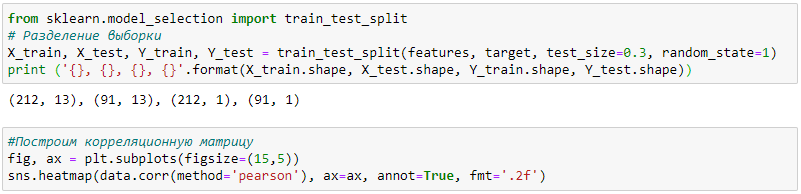 from sklearn.model_selection import train_test_split
# Разделение выборки
X_train, X_test, Y_train, Y_test = train_test_split(features, target, test_size=0.3, random_state=1)
print ('{}, {}, {}, {}'.format(X_train.shape, X_test.shape, Y_train.shape, Y_test.shape))
(212, 13), (91, 13), (212, 1), (91, 1)
#Построим корреляционную матрицу
fig, ax = plt.subplots(figsize=(15,5))
sns.heatmap(data.corr(method='pearson'), ax=ax, annot=True, fmt='.2f')